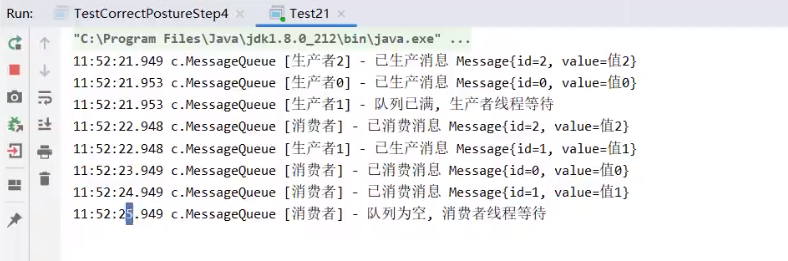 Run: TestCorrectPostureStep4 × Test21 ×
"C:\Program Files\Java\jdk1.8.0_212\bin\java.exe" ...
11:52:21.949 c.MessageQueue [生产者2] - 已生产消息 Message{id=2, value=值2}
11:52:21.953 c.MessageQueue [生产者0] - 已生产消息 Message{id=0, value=值0}
11:52:21.953 c.MessageQueue [生产者1] - 队列已满, 生产者线程等待
11:52:22.948 c.MessageQueue [消费者] - 已消费消息 Message{id=2, value=值2}
11:52:22.948 c.MessageQueue [生产者1] - 已生产消息 Message{id=1, value=值1}
11:52:23.949 c.MessageQueue [消费者] - 已消费消息 Message{id=0, value=值0}
11:52:24.949 c.MessageQueue [消费者] - 已消费消息 Message{id=1, value=值1}
11:52:25.949 c.MessageQueue [消费者] - 队列为空, 消费者线程等待